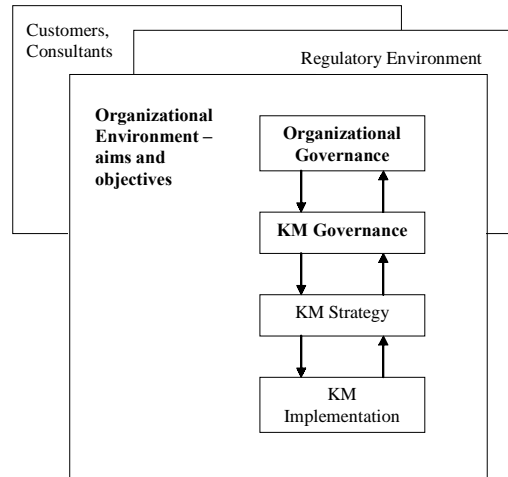 Customers,
Consultants
Regulatory Environment
Organizational
Environment –
aims and
objectives
Organizational
Governance
KM Governance
KM Strategy
KM
Implementation